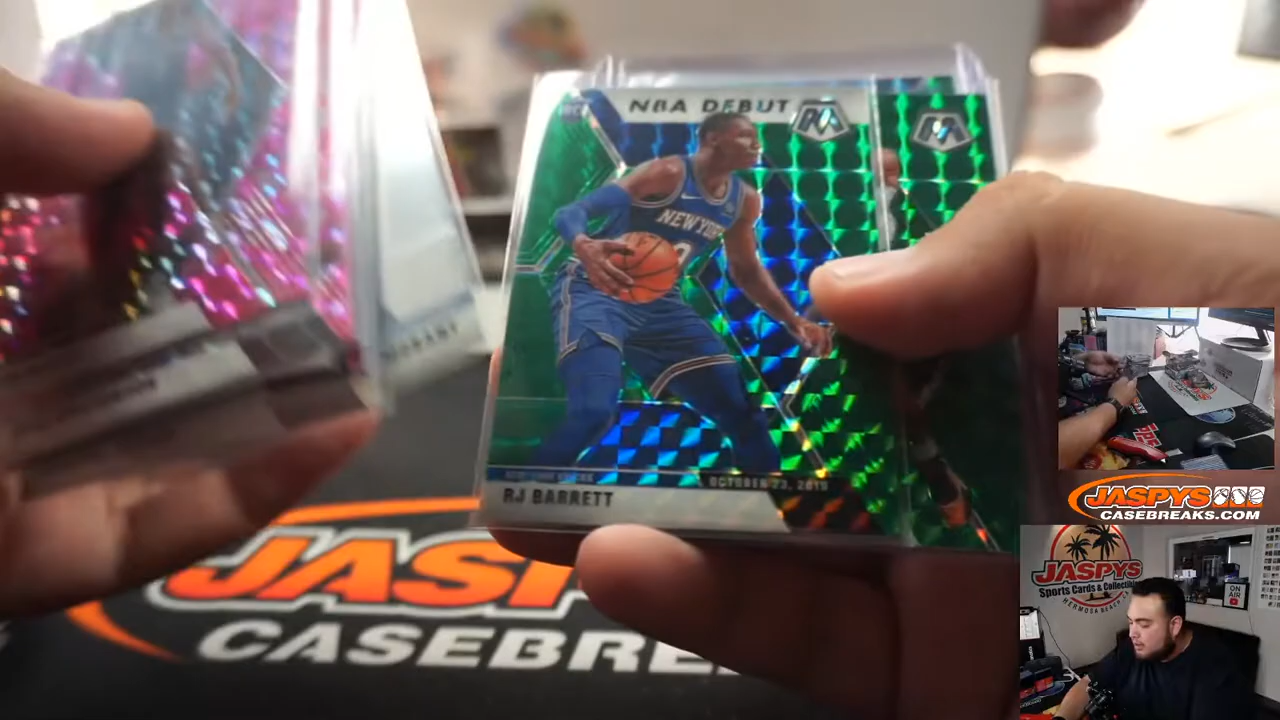 NBA DEBUT
NEW YORK
OCTOBER 23, 2019
RJ BARRETT
JASPYS
CASEBREAKS.COM
JASPYS
Sports Cards & Collectibles
HERMOSA BEACH, CA
ON
AIR
JASP
CASEBRE